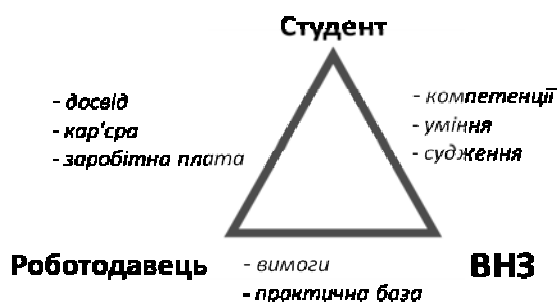 Студент
- досвід
- кар'єра
- заробітна плата
- компетенції
- уміння
- судження
Роботодавець
ВНЗ
- вимоги
- практична база